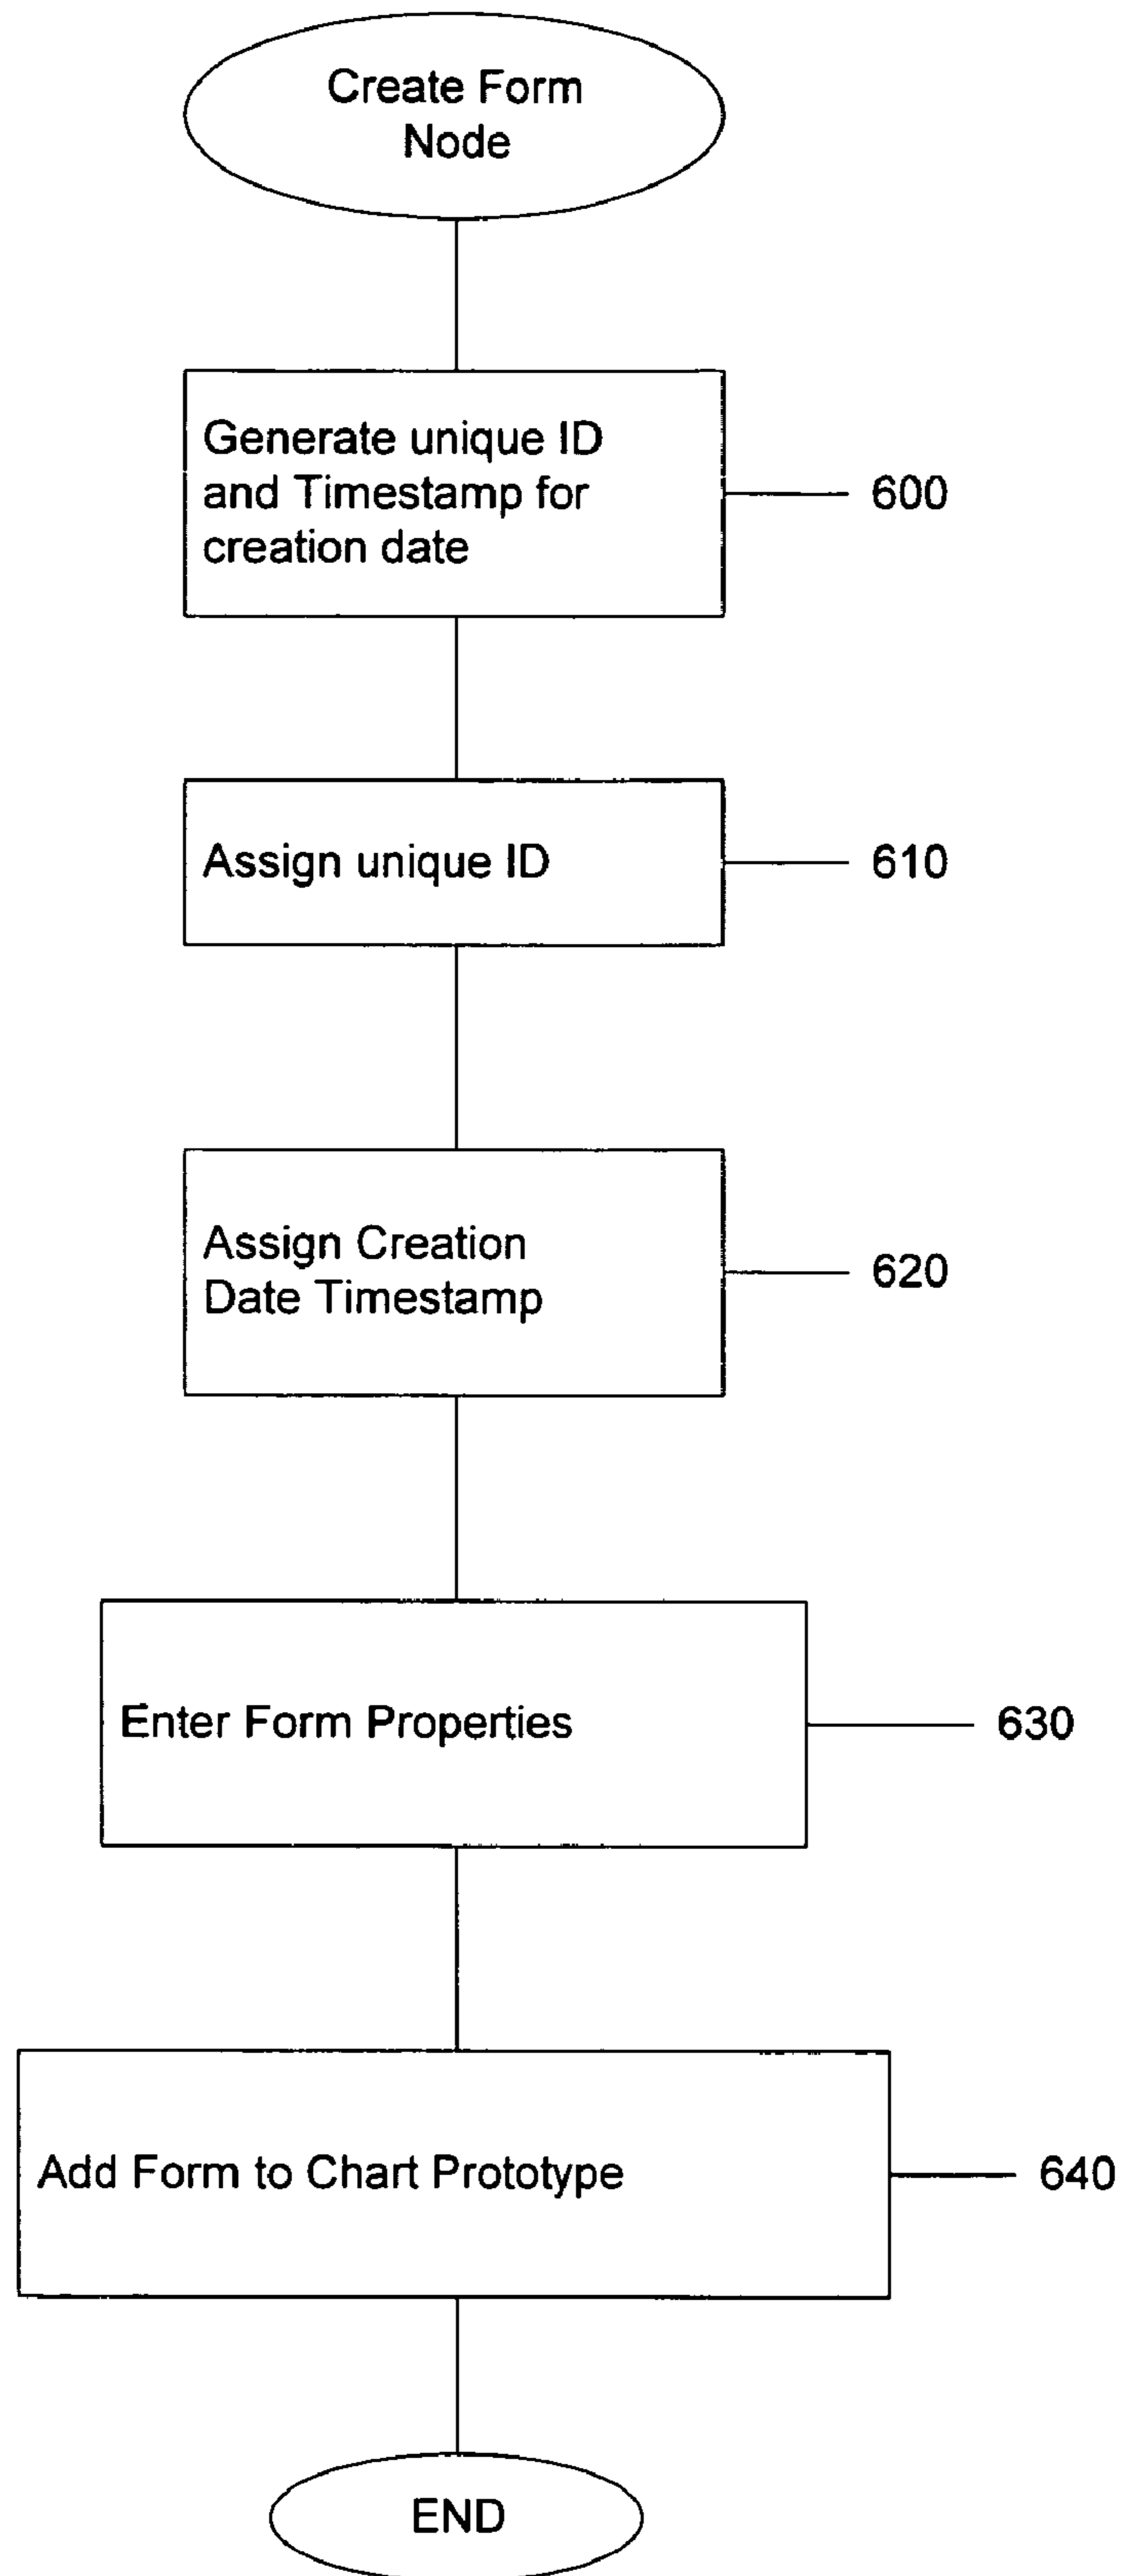 Create Form
Node
Generate unique ID
and Timestamp for
creation date
600
Assign unique ID
610
Assign Creation
Date Timestamp
620
Enter Form Properties
630
Add Form to Chart Prototype
640
END